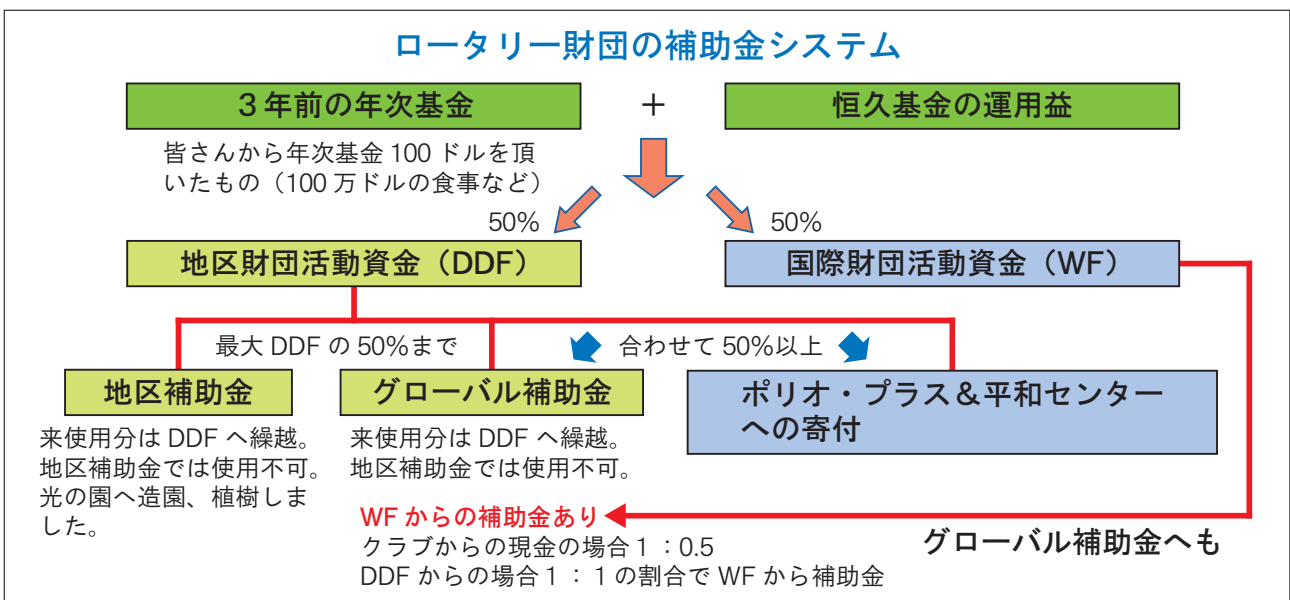 ロータリー財団の補助金システム
3年前の年次基金
+
恒久基金の運用益
皆さんから年次基金100ドルを頂
いたもの（100万ドルの食事など）
50%
50%
地区財団活動資金（DDF）
国際財団活動資金（WF）
最大DDFの50%まで
合わせて50%以上
地区補助金
グローバル補助金
ポリオ・プラス＆平和センター
への寄付
来使用分はDDFへ繰越。
地区補助金では使用不可。
光の園へ造園、植樹しま
した。
来使用分はDDFへ繰越。
地区補助金では使用不可。
WFからの補助金あり
クラブからの現金の場合1：0.5
DDFからの場合1：1の割合でWFから補助金
グローバル補助金へも